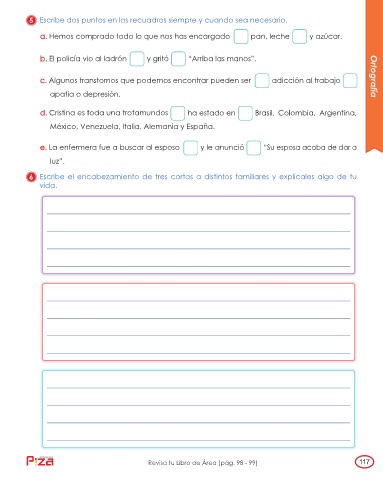 5 Escribe dos puntos en los recuadros siempre y cuando sea necesario.
a. Hemos comprado todo lo que nos has encargado pan, leche y azúcar.
b. El policía vio al ladrón y gritó “Arriba las manos”.
c. Algunos transtornos que podemos encontrar pueden ser adicción al trabajo
apatía o depresión.
d. Cristina es toda una trotamundos ha estado en Brasil, Colombia, Argentina,
México, Venezuela, Italia, Alemania y España.
e. La enfermera fue a buscar al esposo y le anunció “Su esposa acaba de dar a
luz”.
6 Escribe el encabezamiento de tres cartas a distintos familiares y explícales algo de tu
vida.
Ortografía
Pizza
Revisa tu Libro de Área (pág. 98 - 99)
117